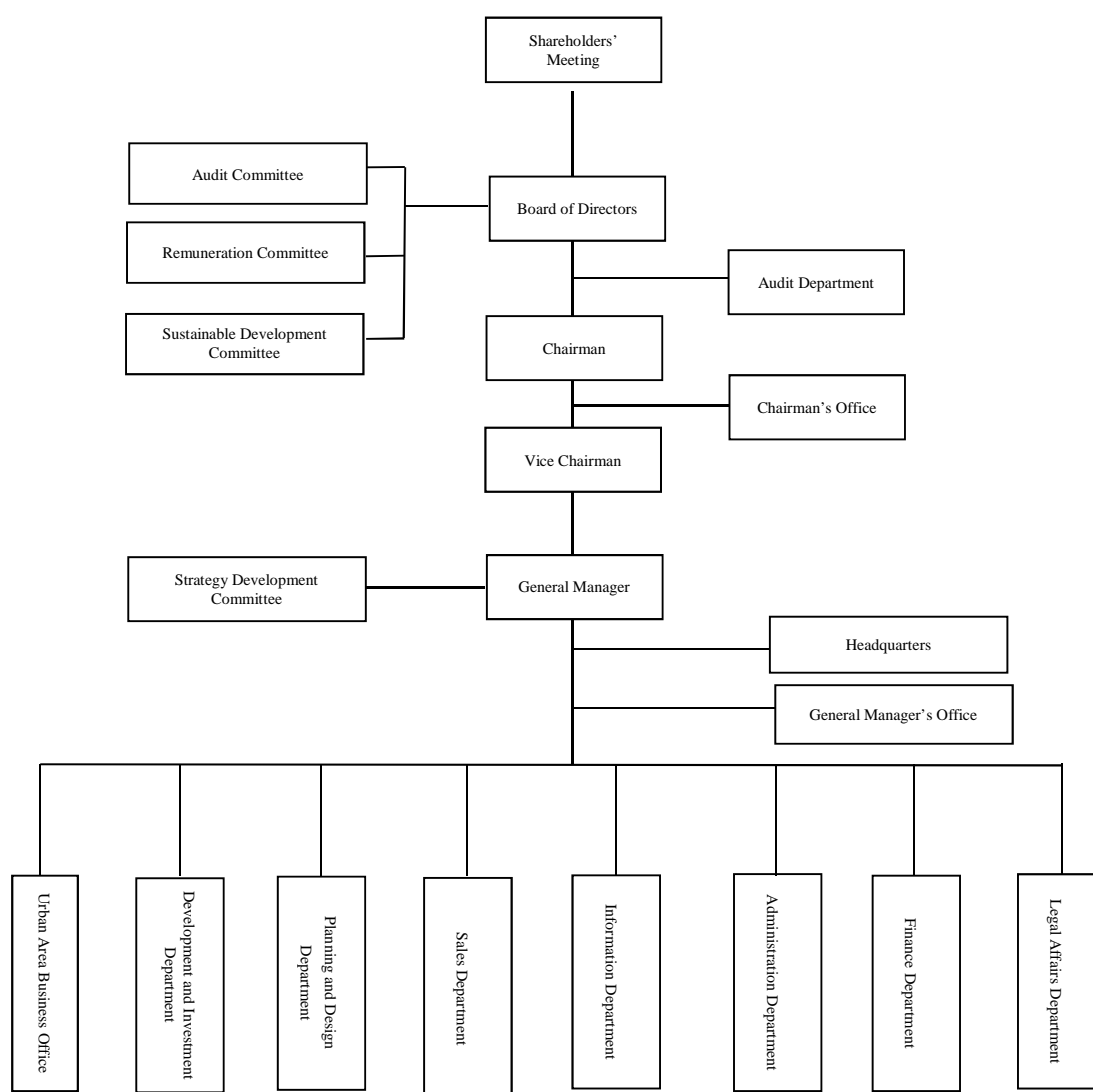 Shareholders’
Meeting
Audit Committee
Board of Directors
Remuneration Committee
Audit Department
Sustainable Development
Committee
Chairman
Chairman’s Office
Vice Chairman
Strategy Development
Committee
General Manager
Headquarters
General Manager’s Office
Urban Area Business Office
Development and Investment
Department
Planning and Design
Department
Sales Department
Information Department
Administration Department
Finance Department
Legal Affairs Department